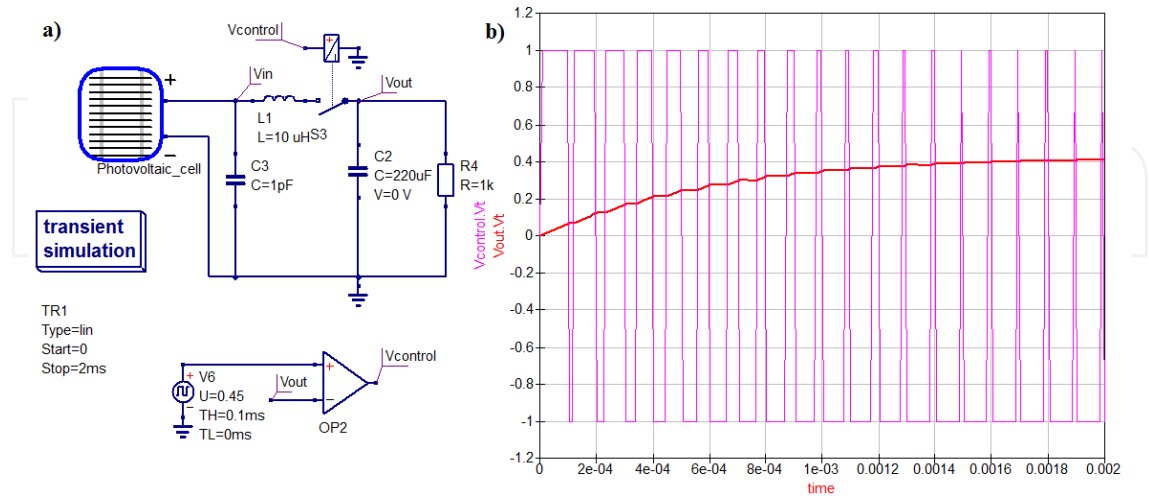 a)
Vcontrol
+
Vin
Vout
L1
L=10 uH
S3
+
−
Photovoltaic_cell
C3
C=1pF
C2
C=220uF
V=0 V
R4
R=1k
transient
simulation
TR1
Type=lin
Start=0
Stop=2ms
V6
U=0.45
TH=0.1ms
TL=0ms
+
−
Vout
+
−
Vcontrol
OP2
b)
1.2
1
0.8
0.6
0.4
0.2
0
-0.2
-0.4
-0.6
-0.8
-1
-1.2
Vcontrol.Vt
Vout.Vt
0
2e-04
4e-04
6e-04
8e-04
1e-03
0.0012
0.0014
0.0016
0.0018
0.002
time